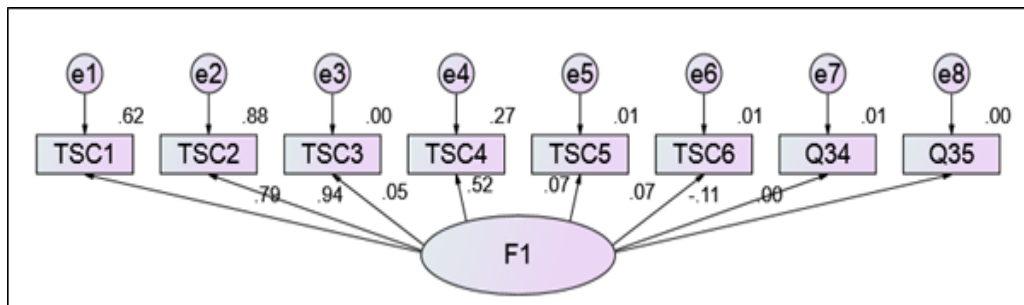 e1 e2 e3 e4 e5 e6 e7 e8
.62 .88 .00 .27 .01 .01 .01 .00
TSC1 TSC2 TSC3 TSC4 TSC5 TSC6 Q34 Q35
.79 .94 .05 .52 .07 .07 -.11 .00
F1